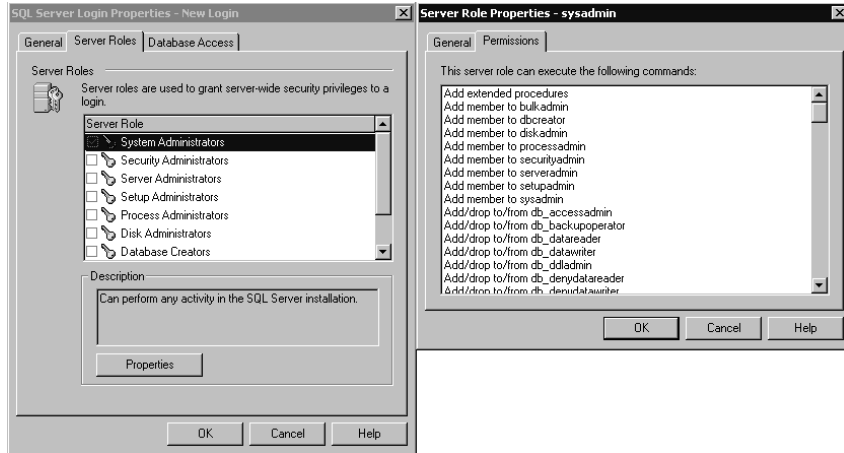 SQL Server Login Properties - New Login
General
Server Roles
Database Access
Server Roles
Server roles are used to grant server-wide security privileges to a
login.
Server Role
System Administrators
Security Administrators
Server Administrators
Setup Administrators
Process Administrators
Disk Administrators
Database Creators
Description
Can perform any activity in the SQL Server installation.
Properties
OK
Cancel
Help
Server Role Properties - sysadmin
General
Permissions
This server role can execute the following commands:
Add extended procedures
Add member to bulkadmin
Add member to dbcreator
Add member to diskadmin
Add member to processadmin
Add member to securityadmin
Add member to serveradmin
Add member to setupadmin
Add member to sysadmin
Add/drop to/from db_accessadmin
Add/drop to/from db_backupoperator
Add/drop to/from db_datareader
Add/drop to/from db_datawriter
Add/drop to/from db_ddladmin
Add/drop to/from db_denydatareader
Add/drop to/from db_denydatawriter
OK
Cancel
Help